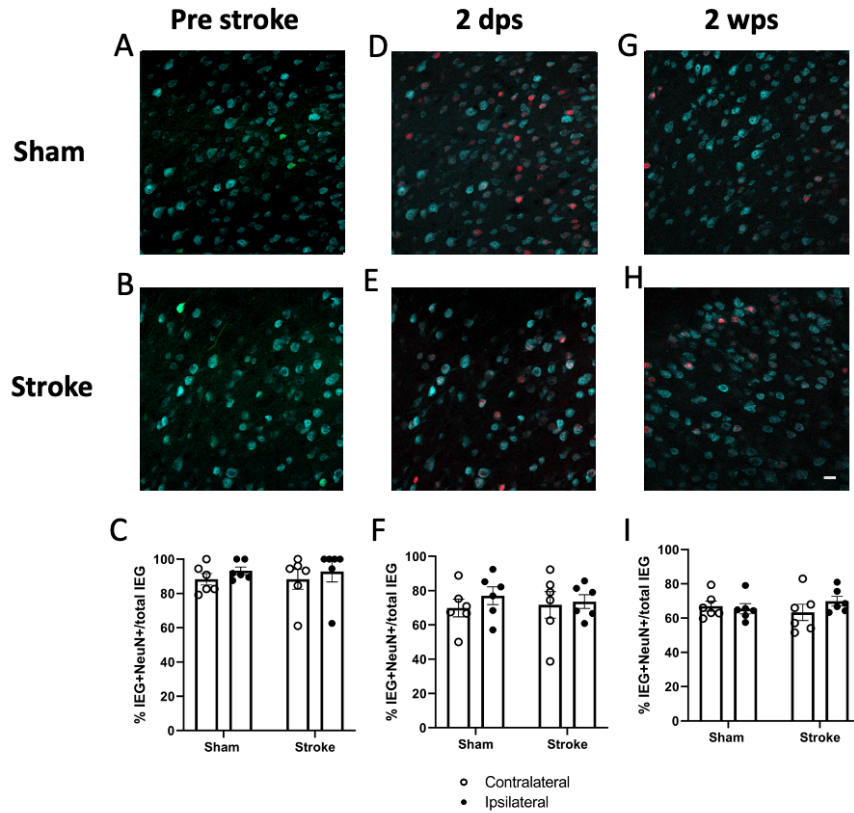 Pre stroke 2 dps 2 wps
A D G
Sham
B E H
Stroke
C F I
% IEG+NeuN+/total IEG
100
80
60
40
20
0
Sham Stroke
% IEG+NeuN+/total IEG
100
80
60
40
20
0
Sham Stroke
% IEG+NeuN+/total IEG
100
80
60
40
20
0
Sham Stroke
Contralateral
Ipsilateral